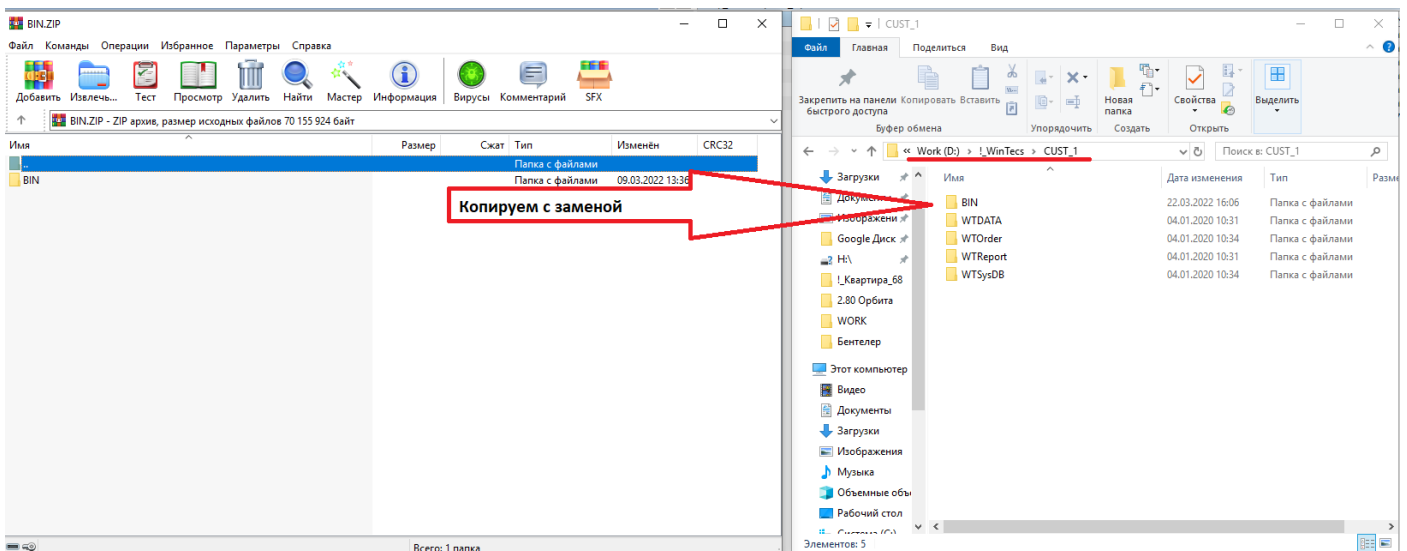 BIN.ZIP
Файл Команды Операции Избранное Параметры Справка
Добавить Извлечь... Тест Просмотр Удалить Найти Мастер Информация Вирусы Комментарий SFX
BIN.ZIP - ZIP архив, размер исходных файлов 70 155 924 байт
Имя Размер Сжат Тип Изменён CRC32
.. Папка с файлами
BIN Папка с файлами 09.03.2022 13:36
Копируем с заменой
Всего: 1 папка
CUST_1
Файл Главная Поделиться Вид
Закрепить на панели быстрого доступа
Копировать Вставить
Новая папка
Свойства
Выделить
Буфер обмена Упорядочить Создать Открыть
« Work (D:) > !_WinTecs > CUST_1
Поиск в: CUST_1
Имя Дата изменения Тип Разме
BIN 22.03.2022 16:06 Папка с файлами
WTDATA 04.01.2020 10:31 Папка с файлами
WTOrder 04.01.2020 10:34 Папка с файлами
WTReport 04.01.2020 10:31 Папка с файлами
WTSysDB 04.01.2020 10:34 Папка с файлами
Загрузки
Документы
Изображени
Google Диск
H:\
!_Квартира_68
2.80 Орбита
WORK
Бентелер
Этот компьютер
Видео
Документы
Загрузки
Изображения
Музыка
Объемные объ
Рабочий стол
Система (C:)
Элементов: 5